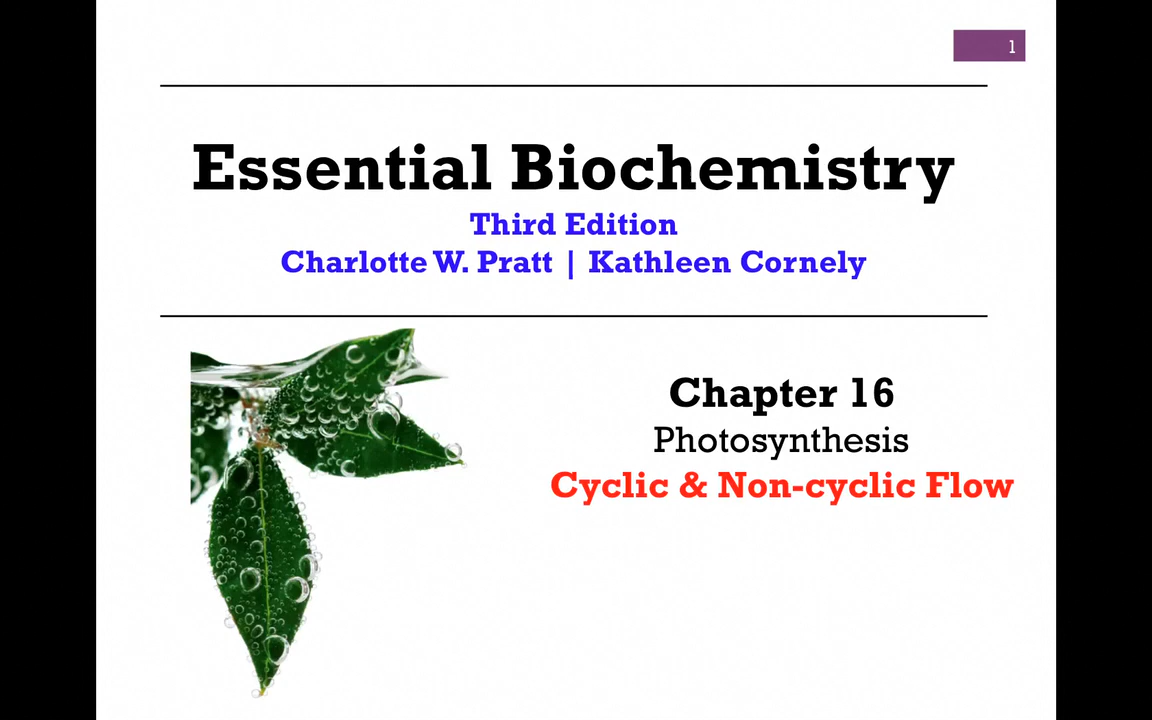 1
Essential Biochemistry
Third Edition
Charlotte W. Pratt | Kathleen Cornely
Chapter 16
Photosynthesis
Cyclic & Non-cyclic Flow